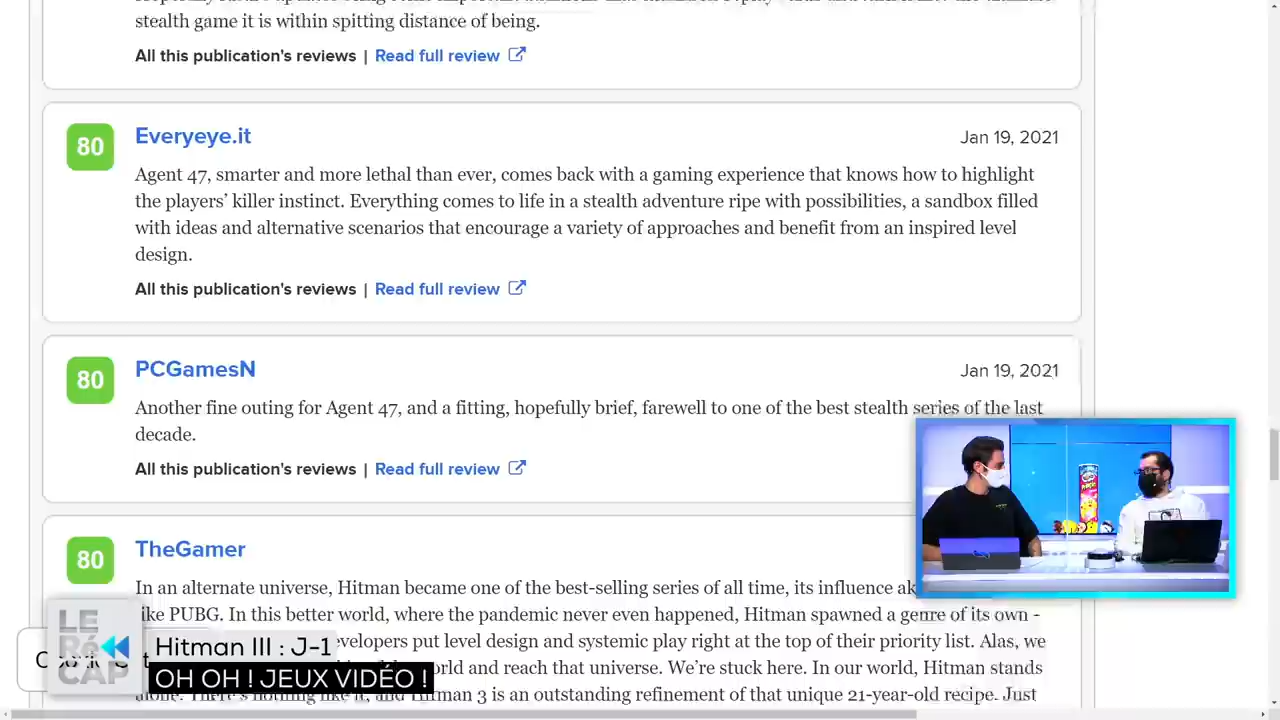 stealth game it is within spitting distance of being.
All this publication's reviews | Read full review
80
Everyeye.it
Jan 19, 2021
Agent 47, smarter and more lethal than ever, comes back with a gaming experience that knows how to highlight
the players' killer instinct. Everything comes to life in a stealth adventure ripe with possibilities, a sandbox filled
with ideas and alternative scenarios that encourage a variety of approaches and benefit from an inspired level
design.
All this publication's reviews | Read full review
80
PCGamesN
Jan 19, 2021
Another fine outing for Agent 47, and a fitting, hopefully brief, farewell to one of the best stealth series of the last
decade.
All this publication's reviews | Read full review
80
TheGamer
In an alternate universe, Hitman became one of the best-selling series of all time, its influence
like PUBG. In this better world, where the pandemic never even happened, Hitman spawned a genre of its own -
developers put level design and systemic play right at the top of their priority list. Alas, we
world and reach that universe. We're stuck here. In our world, Hitman stands
alone. There's nothing like it, and Hitman 3 is an outstanding refinement of that unique 21-year-old recipe. Just
LE
RéCAP
Hitman III : J-1
OH OH ! JEUX VIDÉO !